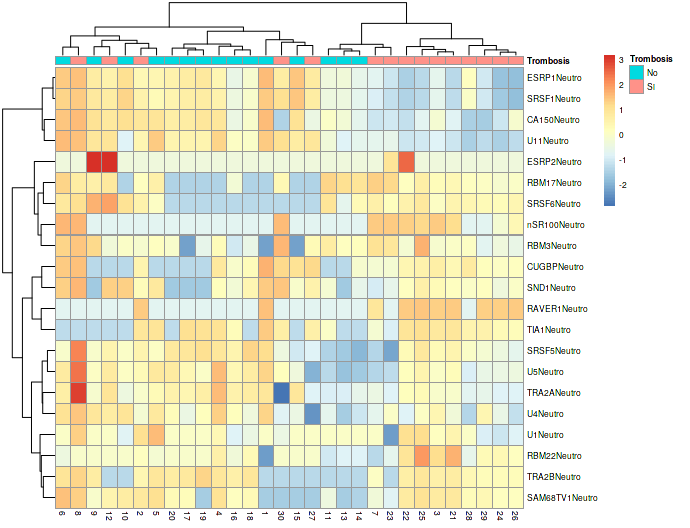 Trombosis
3
2
1
0
-1
-2
Trombosis
No
SI
ESRP1Neutro
SRSF1Neutro
CA150Neutro
U11Neutro
ESRP2Neutro
RBM17Neutro
SRSF6Neutro
nSR100Neutro
RBM3Neutro
CUGBPNeutro
SND1Neutro
RAVER1Neutro
TIA1Neutro
SRSF5Neutro
U5Neutro
TRA2ANeutro
U4Neutro
U1Neutro
RBM22Neutro
TRA2BNeutro
SAM68TV1Neutro
6 8 9 12 10 2 5 20 17 19 4 16 18 1 30 15 27 11 13 14 7 23 22 25 3 21 28 29 24 26